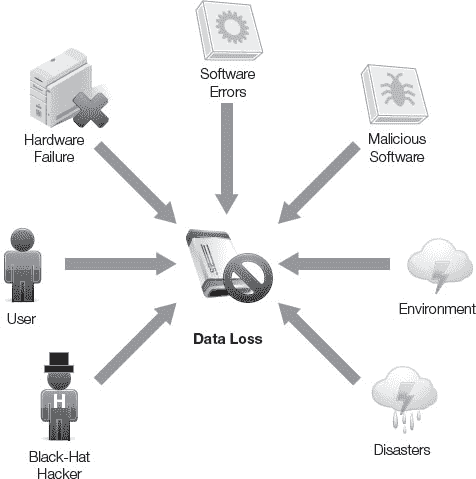 Software
Errors
Hardware
Failure
Malicious
Software
User
Environment
Data Loss
H
Black-Hat
Hacker
Disasters